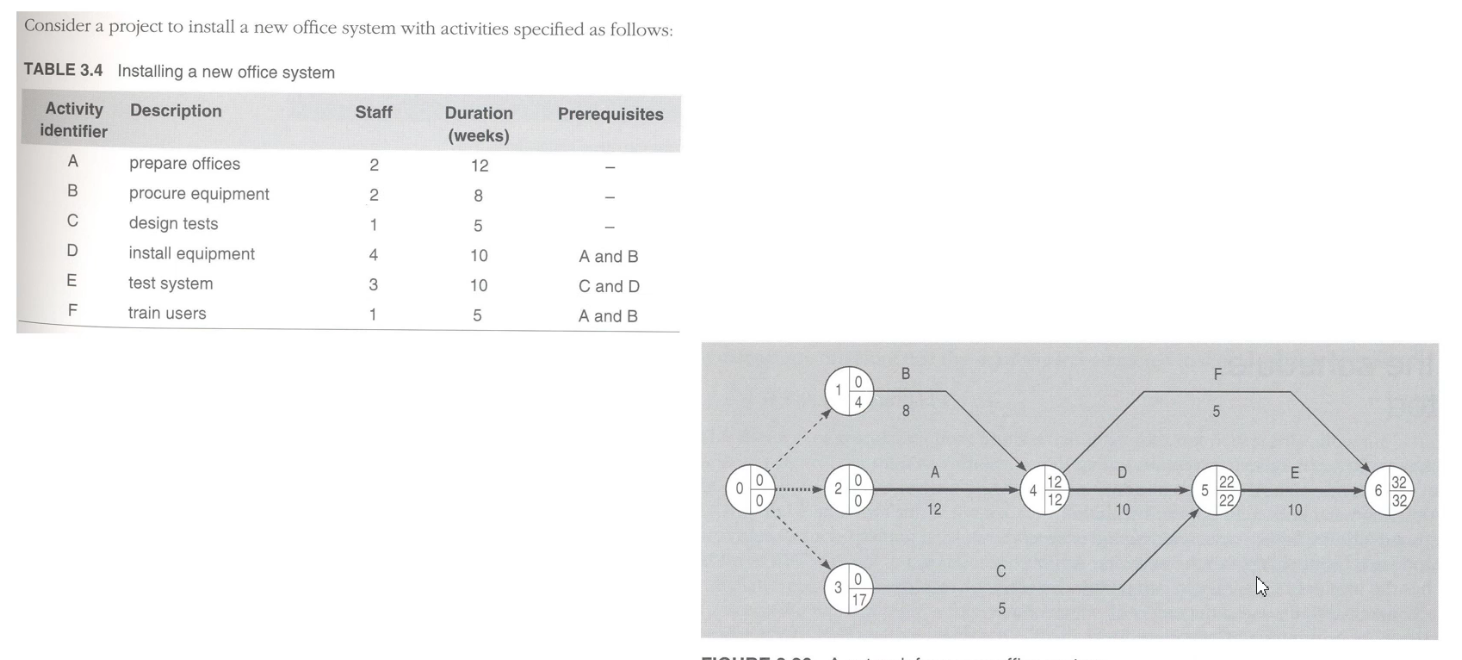 Consider a project to install a new office system with activities specified as follows:
TABLE 3.4 Installing a new office system
Activity identifier Description Staff Duration (weeks) Prerequisites
A prepare offices 2 12 –
B procure equipment 2 8 –
C design tests 1 5 –
D install equipment 4 10 A and B
E test system 3 10 C and D
F train users 1 5 A and B
B F
1 0 4
8 5
A D E
0 0 0 2 0 0 4 12 12 5 22 22 6 32 32
12 10 10
C
3 0 17
5